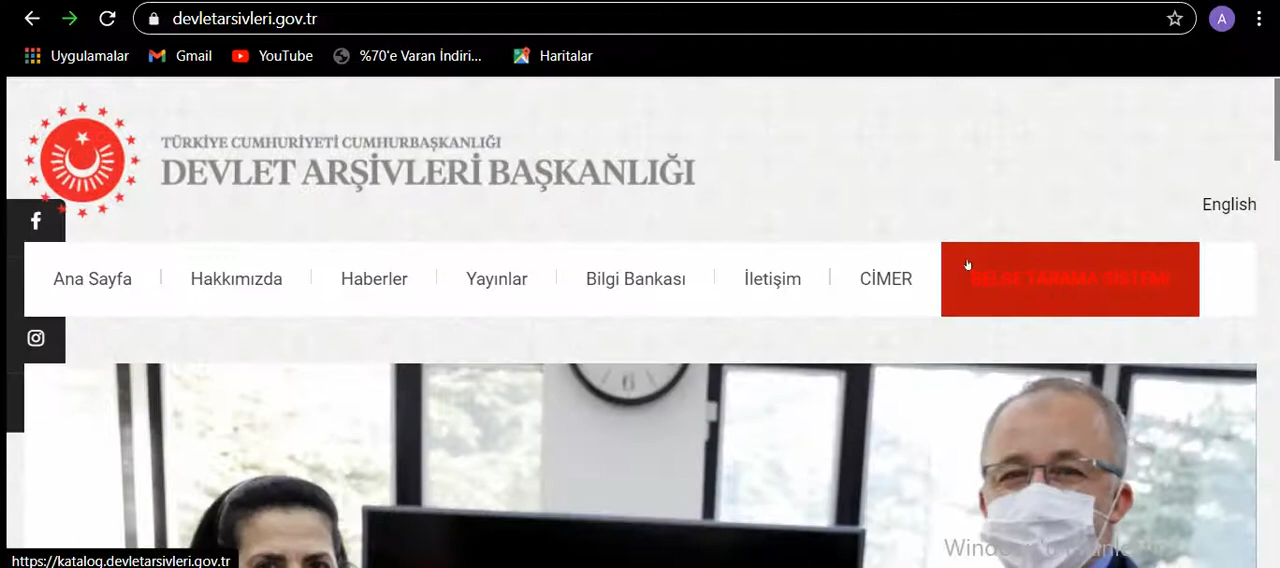 devletarsivleri.gov.tr
A
Uygulamalar
Gmail
YouTube
%70'e Varan İndiri...
Haritalar
TÜRKİYE CUMHURİYETİ CUMHURBAŞKANLIĞI
DEVLET ARŞİVLERİ BAŞKANLIĞI
English
Ana Sayfa
Hakkımızda
Haberler
Yayınlar
Bilgi Bankası
İletişim
CİMER
BELGE TARAMA SİSTEMİ
6
https://katalog.devletarsivleri.gov.tr